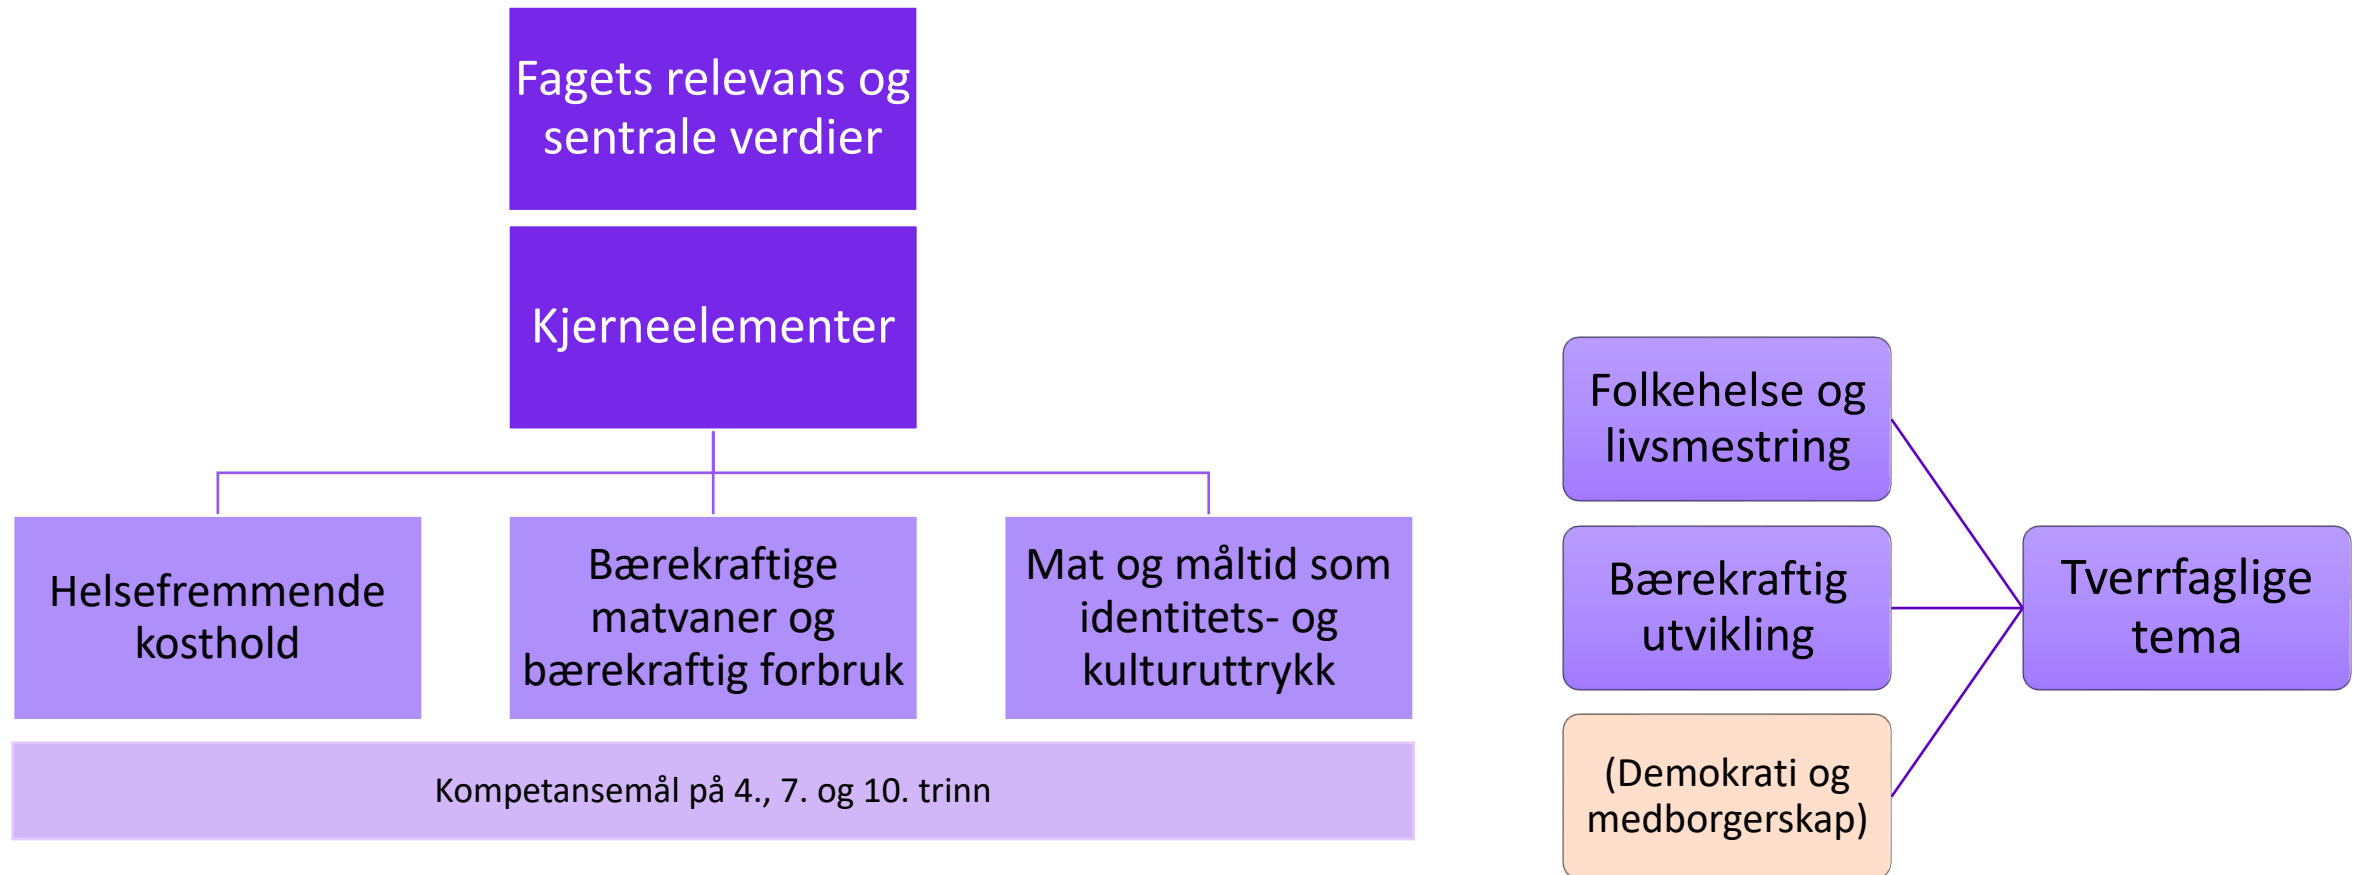 Fagets relevans og
sentrale verdier
Kjerneelementer
Helsefremmende
kosthold
Bærekraftige
matvaner og
bærekraftig forbruk
Mat og måltid som
identitets- og
kulturuttrykk
Kompetansemål på 4., 7. og 10. trinn
Folkehelse og
livsmestring
Bærekraftig
utvikling
(Demokrati og
medborgerskap)
Tverrfaglige
tema